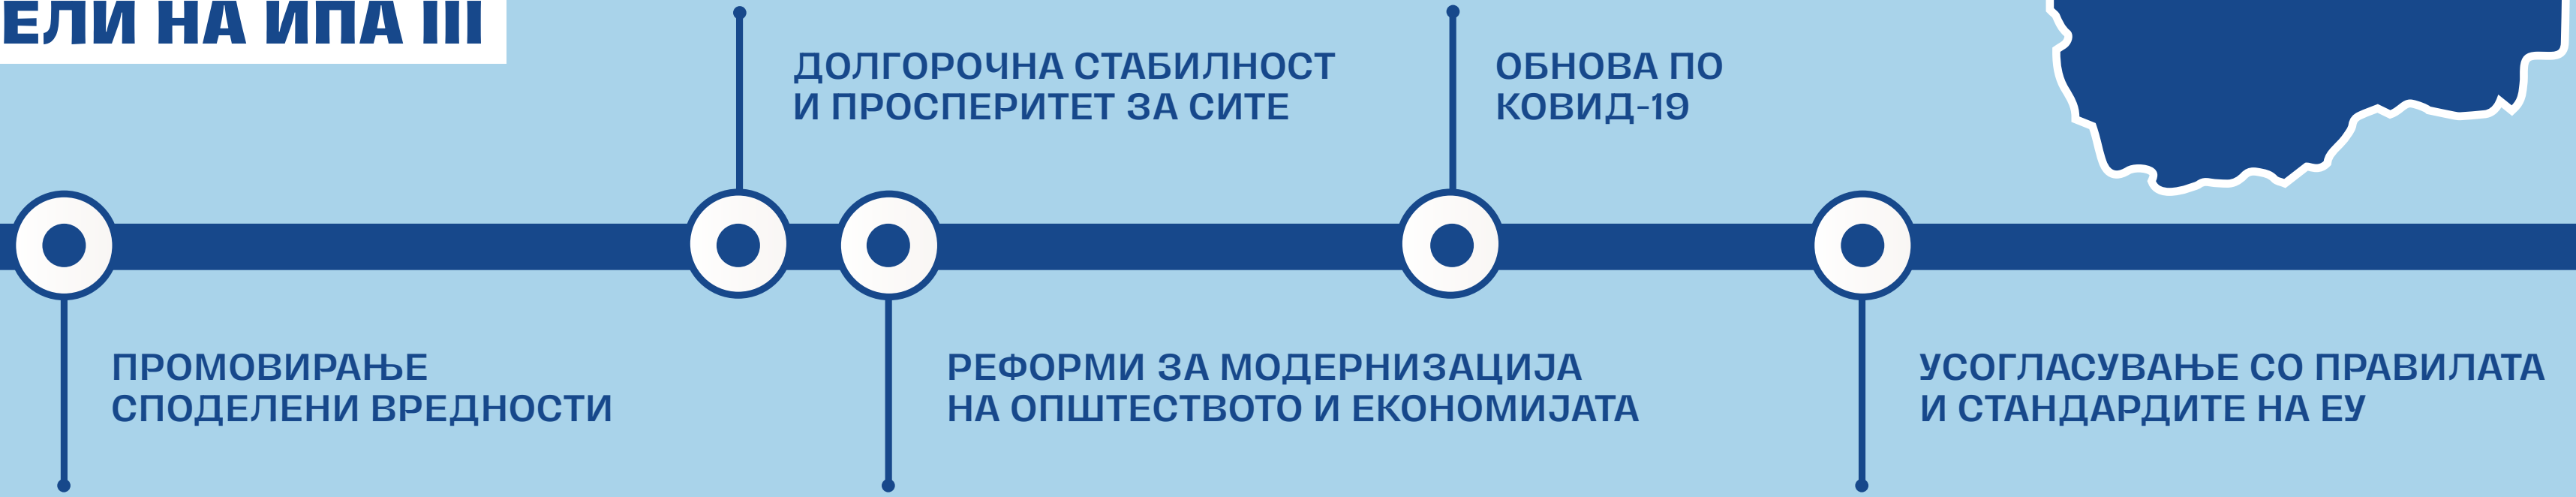 ЕЛИ НА ИПА III
ДОЛГОРОЧНА СТАБИЛНОСТ
И ПРОСПЕРИТЕТ ЗА СИТЕ
ОБНОВА ПО
КОВИД-19
ПРОМОВИРАЊЕ
СПОДЕЛЕНИ ВРЕДНОСТИ
РЕФОРМИ ЗА МОДЕРНИЗАЦИЈА
НА ОПШТЕСТВОТО И ЕКОНОМИЈАТА
УСОГЛАСУВАЊЕ СО ПРАВИЛАТА
И СТАНДАРДИТЕ НА ЕУ